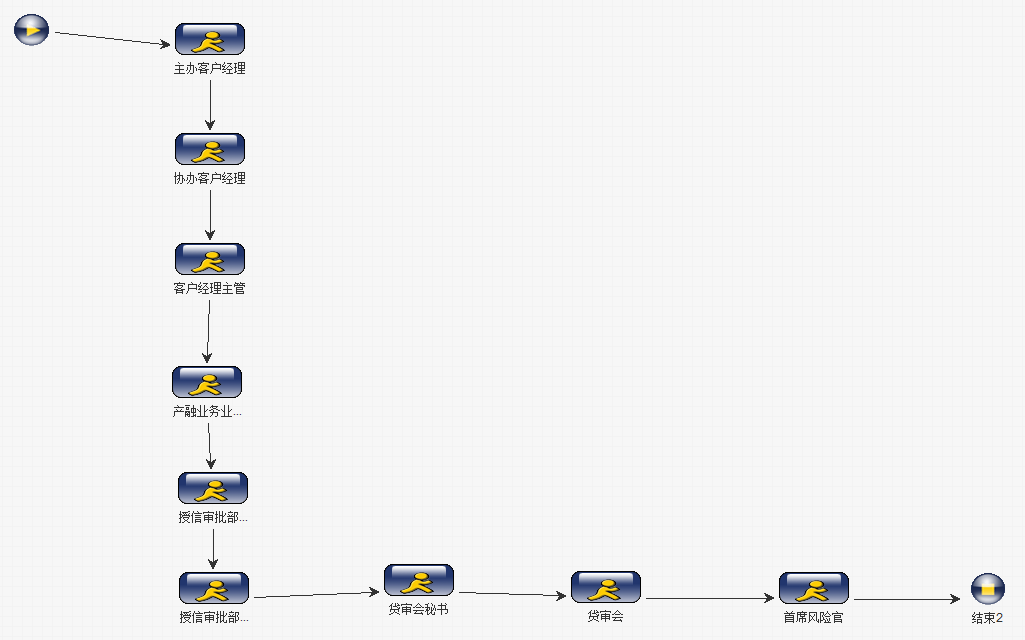 主办客户经理
协办客户经理
客户经理主管
产融业务业...
授信审批部...
授信审批部...
贷审会秘书
贷审会
首席风险官
结束2